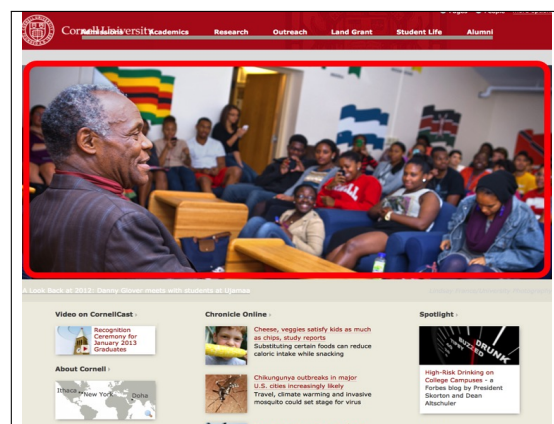 Cornell University
Admissions Academics Research Outreach Land Grant Student Life Alumni
A Look Back at 2012: Danny Glover meets with students at Ujamaa
Video on CornellCast ›
Recognition
Ceremony for
January 2013
Graduates
About Cornell ›
Ithaca
New York
Doha
Chronicle Online ›
Cheese, veggies satisfy kids as much
as chips, study reports
Substituting certain foods can reduce
caloric intake while snacking
Chikungunya outbreaks in major
U.S. cities increasingly likely
Travel, climate warming and invasive
mosquito could set stage for virus
Spotlight ›
BUZZED
DRUNK
High-Risk Drinking on
College Campuses - a
Forbes blog by President
Skorton and Dean
Altschuler